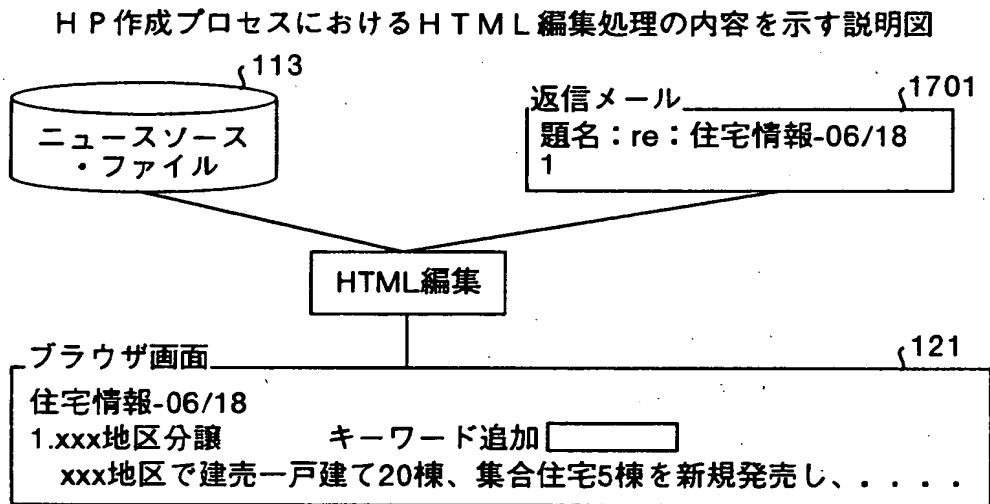 ＨＰ作成プロセスにおけるＨＴＭＬ編集処理の内容を示す説明図
113
ニュースソース
・ファイル
1701
返信メール
題名：re：住宅情報-06/18
1
HTML編集
121
ブラウザ画面
住宅情報-06/18
1.xxx地区分譲 キーワード追加
xxx地区で建売一戸建て20棟、集合住宅5棟を新規発売し、．．．．．